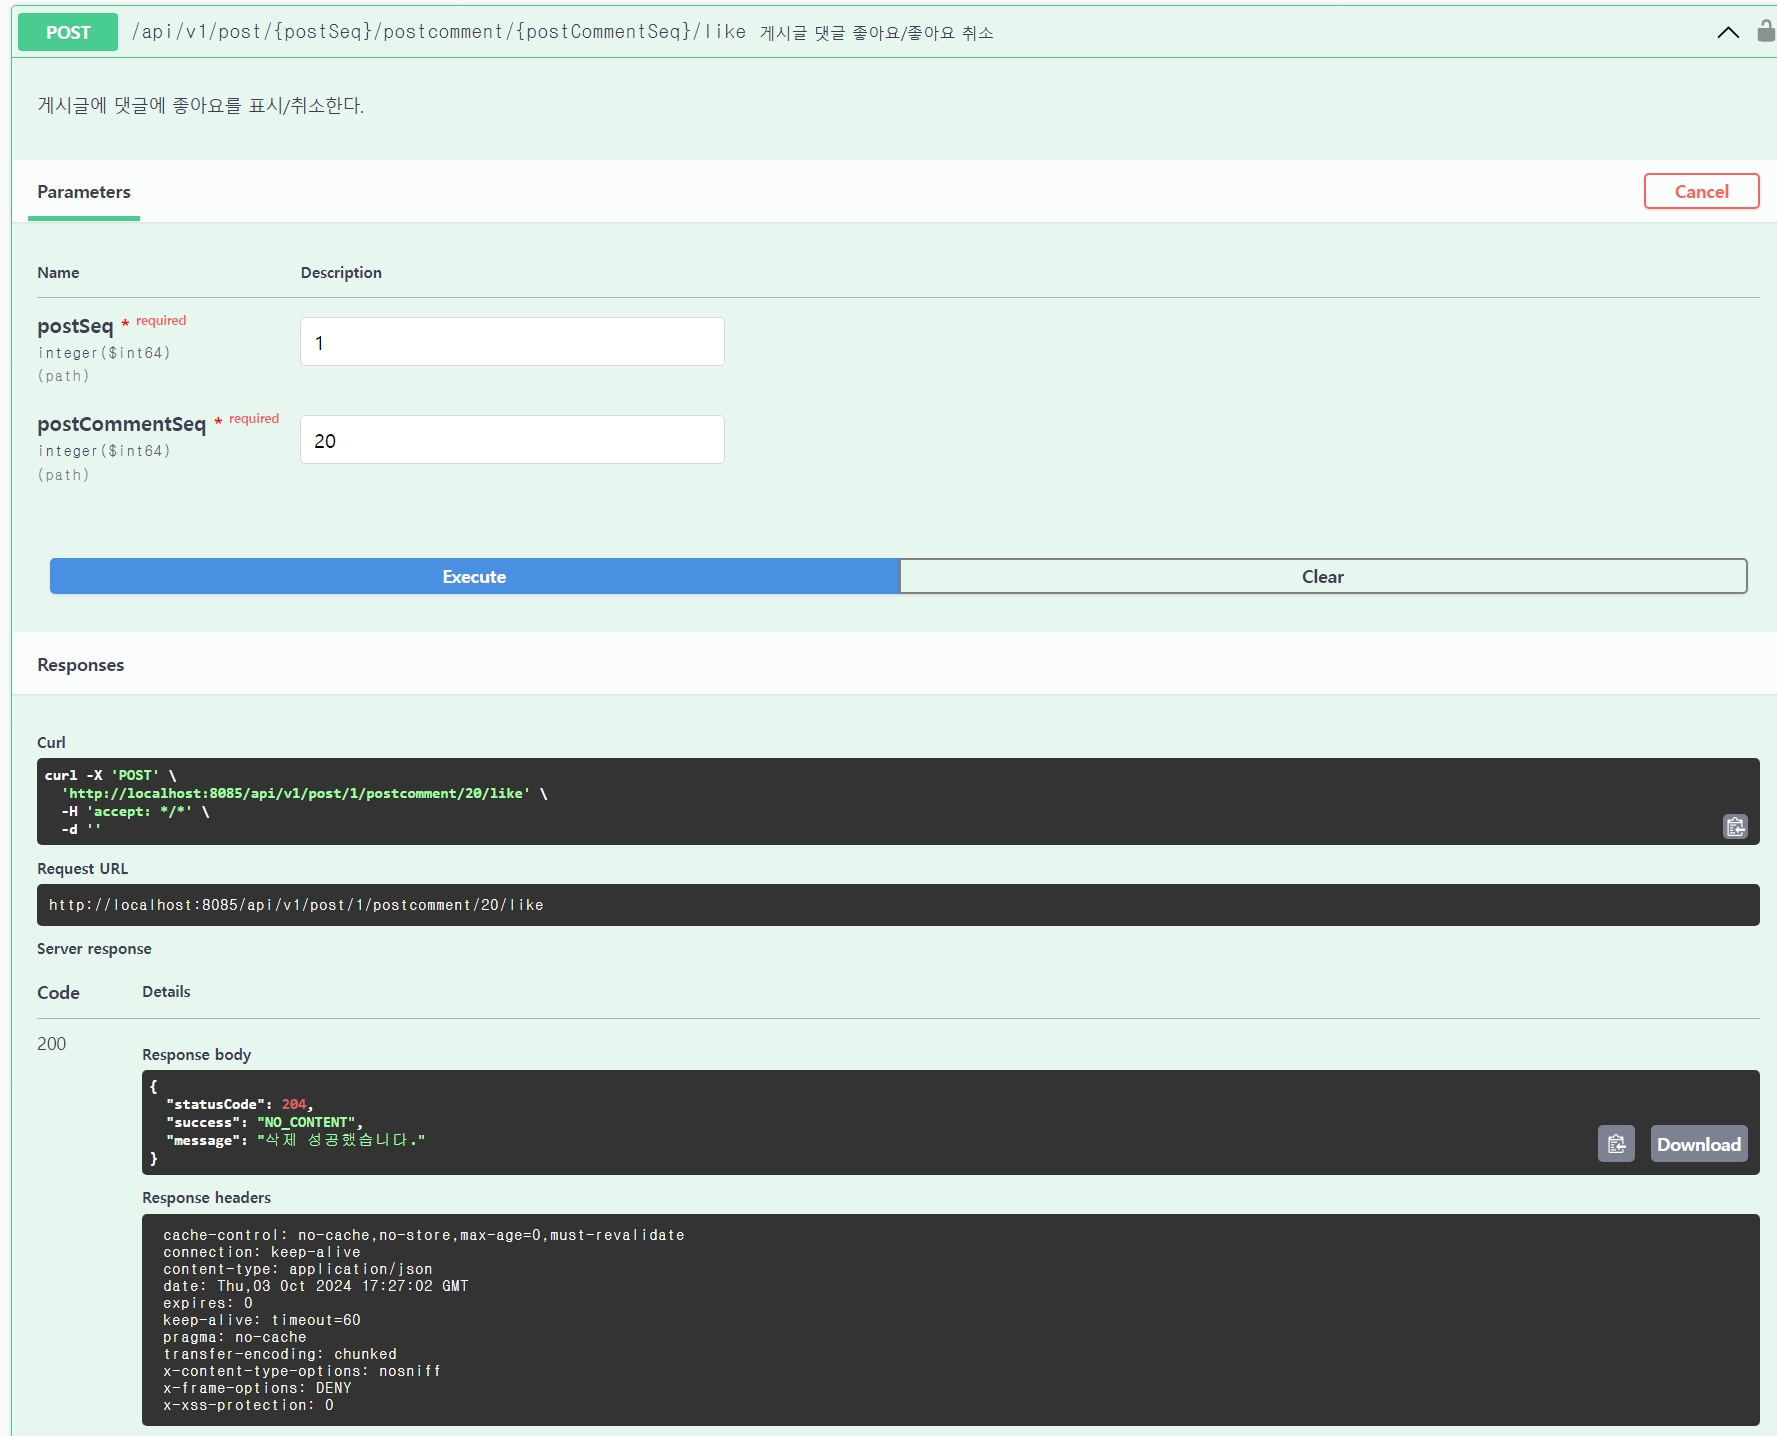 POST /api/v1/post/{postSeq}/postcomment/{postCommentSeq}/like 게시글 댓글 좋아요/좋아요 취소
게시글에 댓글에 좋아요를 표시/취소한다.
Parameters
Cancel
Name Description
postSeq * required
integer($int64)
(path)
1
postCommentSeq * required
integer($int64)
(path)
20
Execute
Clear
Responses
Curl
curl -X 'POST' \
  'http://localhost:8085/api/v1/post/1/postcomment/20/like' \
  -H 'accept: */*' \
  -d ''
Request URL
http://localhost:8085/api/v1/post/1/postcomment/20/like
Server response
Code Details
200
Response body
{
  "statusCode": 204,
  "success": "NO_CONTENT",
  "message": "삭제 성공했습니다."
}
Download
Response headers
cache-control: no-cache,no-store,max-age=0,must-revalidate
connection: keep-alive
content-type: application/json
date: Thu,03 Oct 2024 17:27:02 GMT
expires: 0
keep-alive: timeout=60
pragma: no-cache
transfer-encoding: chunked
x-content-type-options: nosniff
x-frame-options: DENY
x-xss-protection: 0